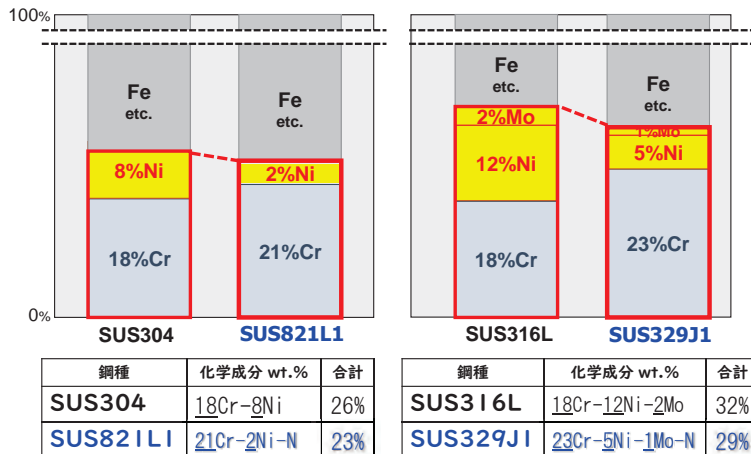 100%
Fe
etc.
8%Ni
18%Cr
Fe
etc.
2%Ni
21%Cr
0%
SUS304
SUS821L1
Fe
etc.
2%Mo
12%Ni
18%Cr
Fe
etc.
1%Mo
5%Ni
23%Cr
SUS316L
SUS329J1
鋼種 化学成分 wt.% 合計
SUS304 18Cr-8Ni 26%
SUS821L1 21Cr-2Ni-N 23%
鋼種 化学成分 wt.% 合計
SUS316L 18Cr-12Ni-2Mo 32%
SUS329J1 23Cr-5Ni-1Mo-N 29%